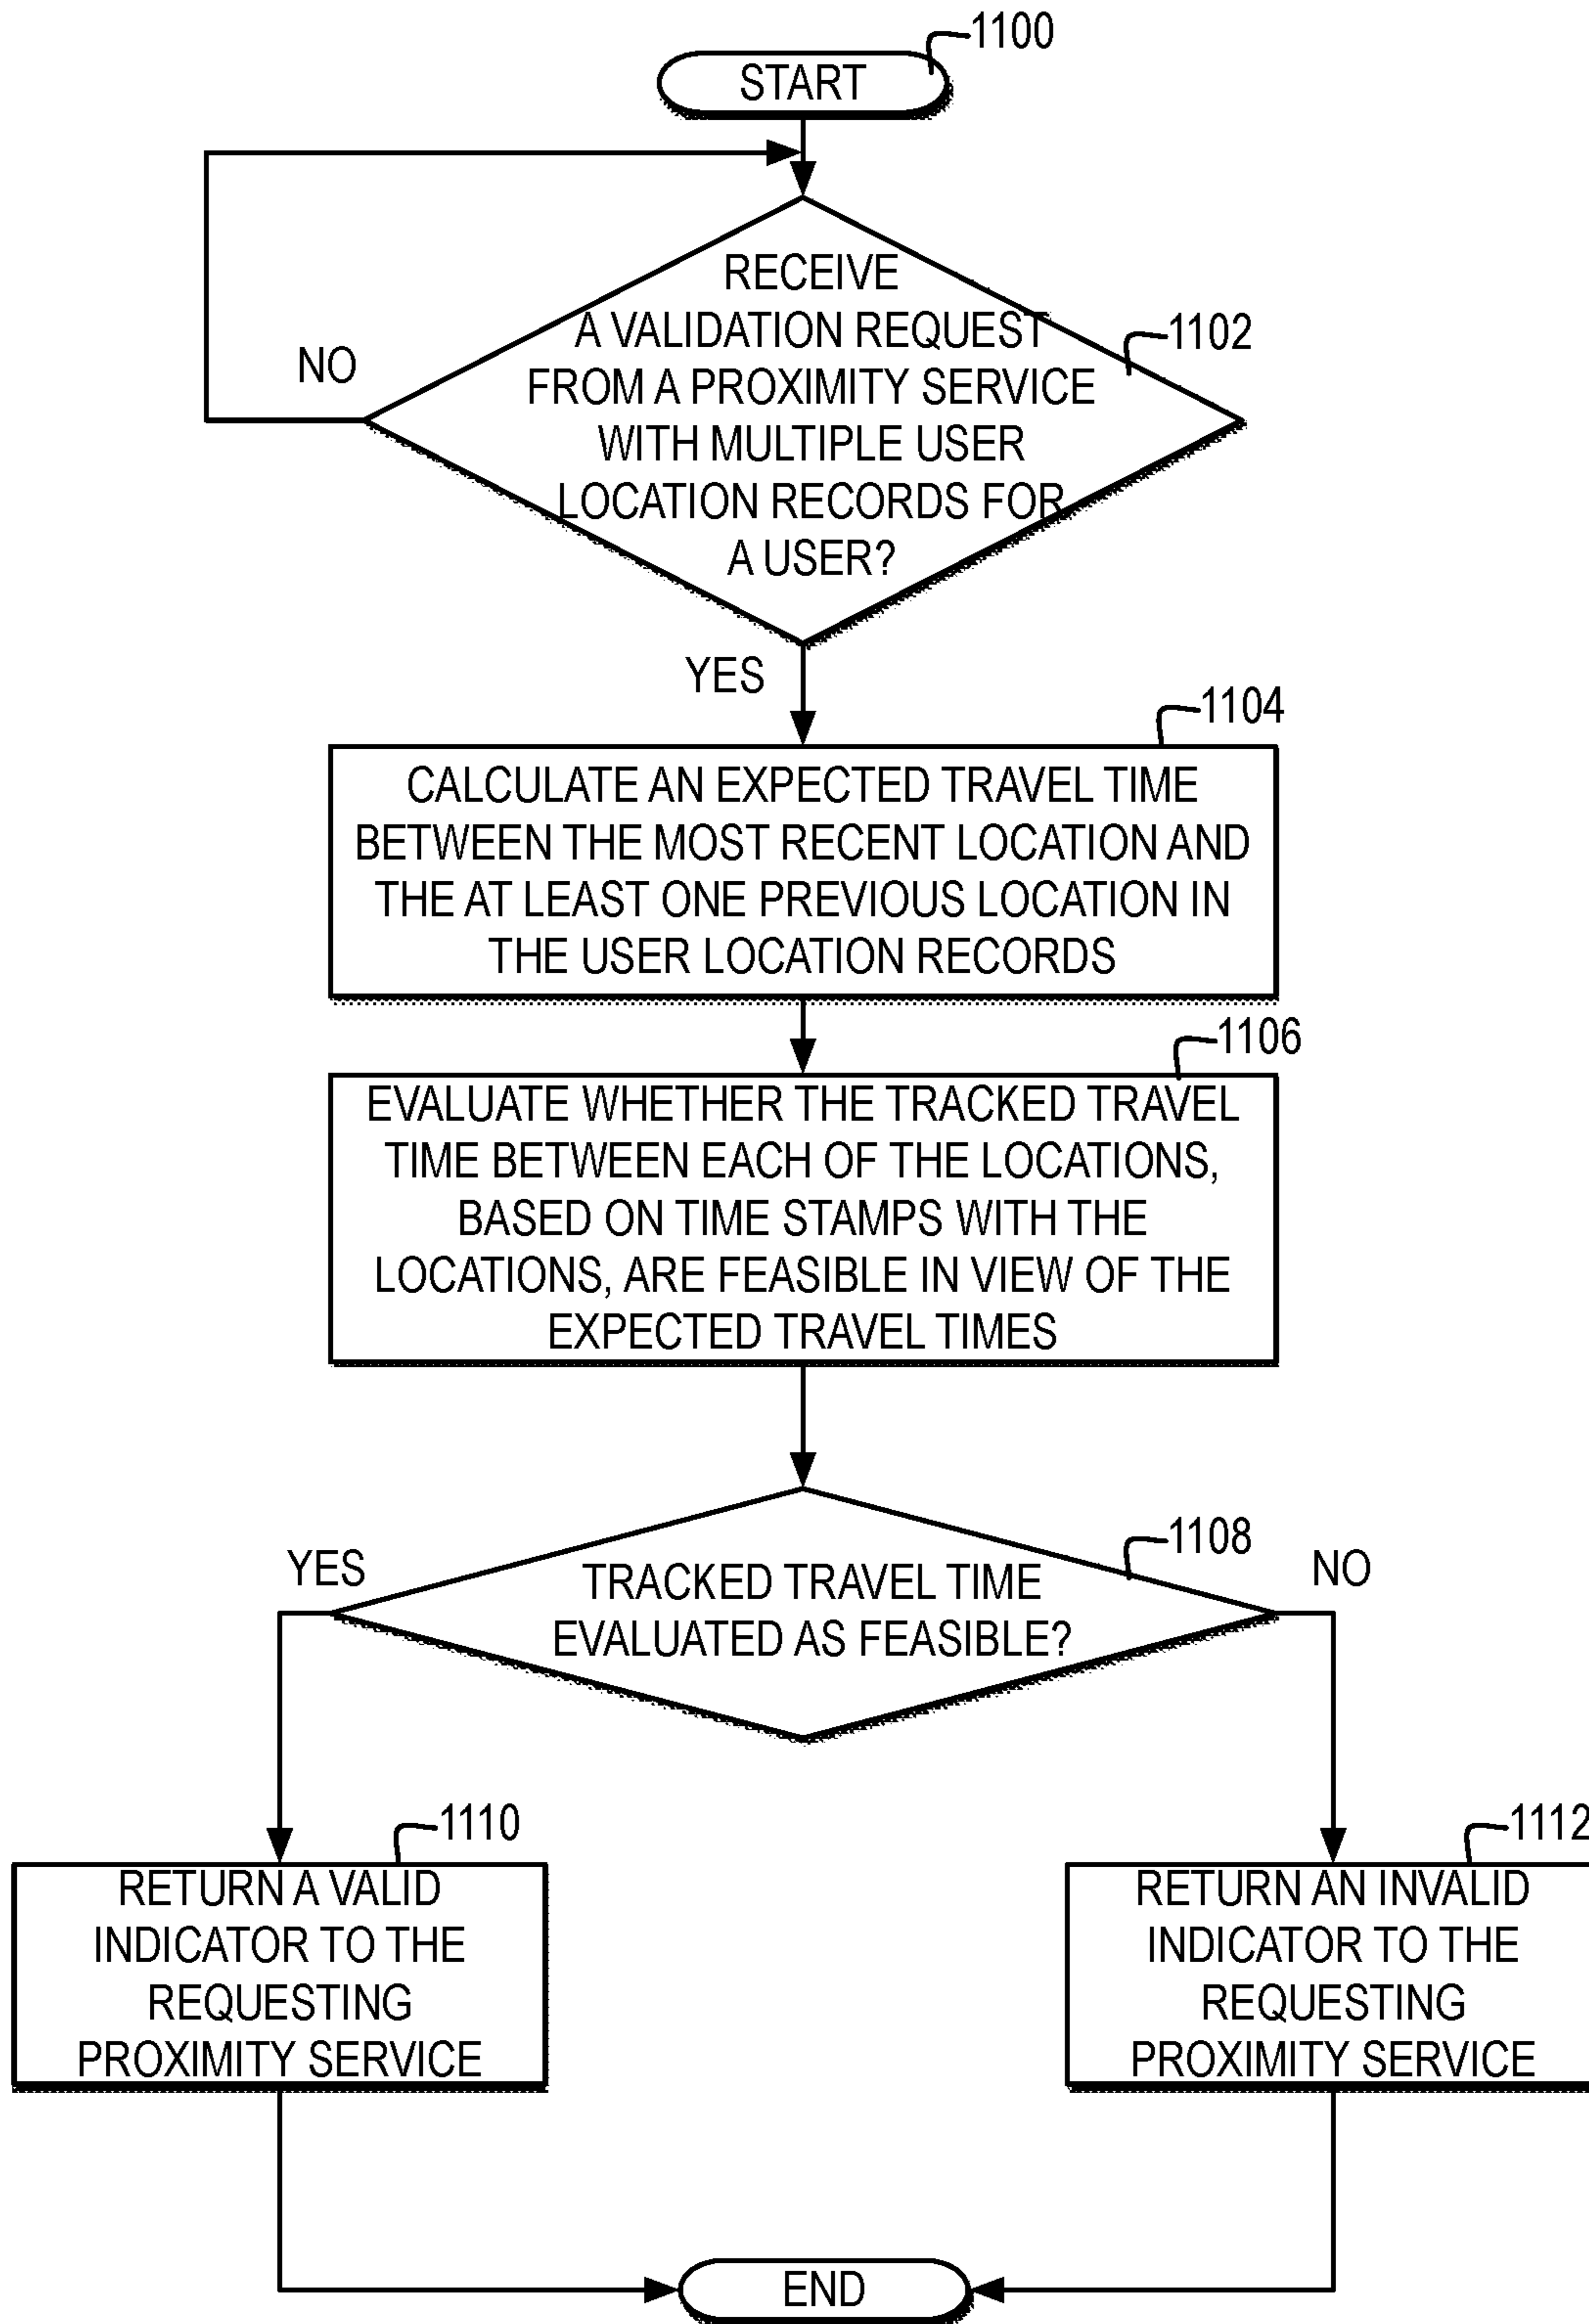 1100
START
RECEIVE
A VALIDATION REQUEST
FROM A PROXIMITY SERVICE
WITH MULTIPLE USER
LOCATION RECORDS FOR
A USER?
1102
NO
YES
1104
CALCULATE AN EXPECTED TRAVEL TIME
BETWEEN THE MOST RECENT LOCATION AND
THE AT LEAST ONE PREVIOUS LOCATION IN
THE USER LOCATION RECORDS
1106
EVALUATE WHETHER THE TRACKED TRAVEL
TIME BETWEEN EACH OF THE LOCATIONS,
BASED ON TIME STAMPS WITH THE
LOCATIONS, ARE FEASIBLE IN VIEW OF THE
EXPECTED TRAVEL TIMES
1108
TRACKED TRAVEL TIME
EVALUATED AS FEASIBLE?
YES
NO
1110
RETURN A VALID
INDICATOR TO THE
REQUESTING
PROXIMITY SERVICE
1112
RETURN AN INVALID
INDICATOR TO THE
REQUESTING
PROXIMITY SERVICE
END